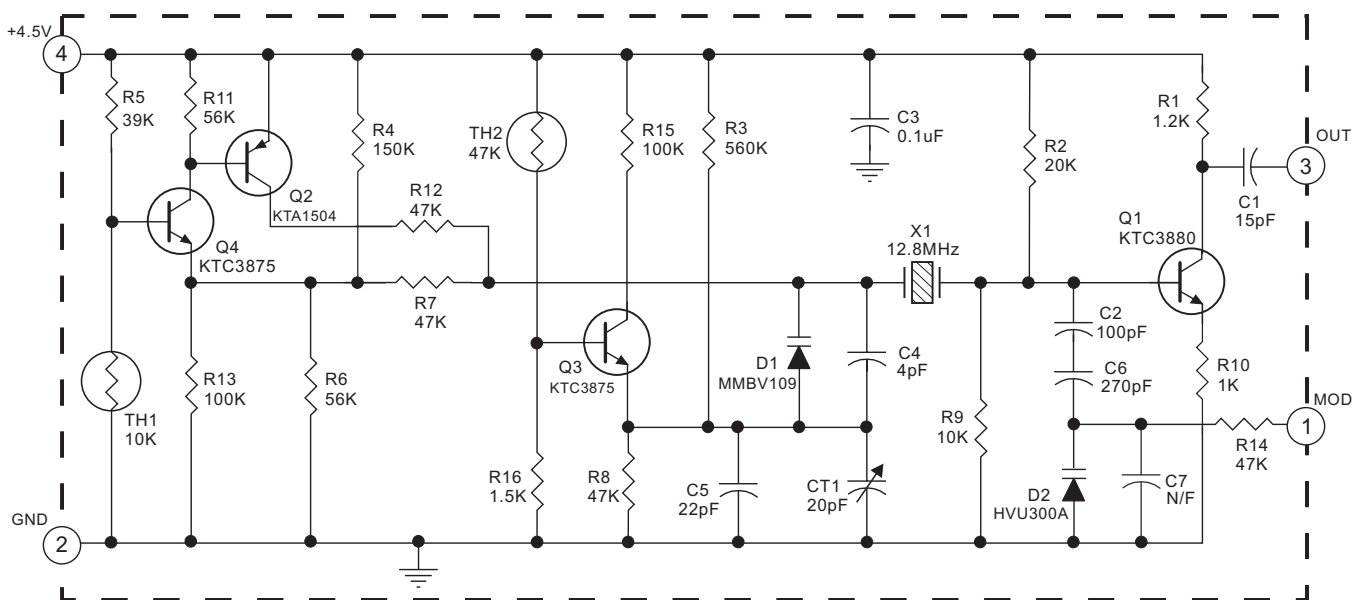 +4.5V
4
R5
39K
R11
56K
Q2
KTA1504
R4
150K
R12
47K
TH2
47K
R15
100K
R3
560K
C3
0.1uF
R2
20K
R1
1.2K
OUT
3
C1
15pF
Q4
KTC3875
R7
47K
X1
12.8MHz
Q1
KTC3880
TH1
10K
R13
100K
R6
56K
Q3
KTC3875
D1
MMBV109
C4
4pF
C2
100pF
C6
270pF
R10
1K
MOD
1
R9
10K
R14
47K
R16
1.5K
R8
47K
C5
22pF
CT1
20pF
D2
HVU300A
C7
N/F
GND
2